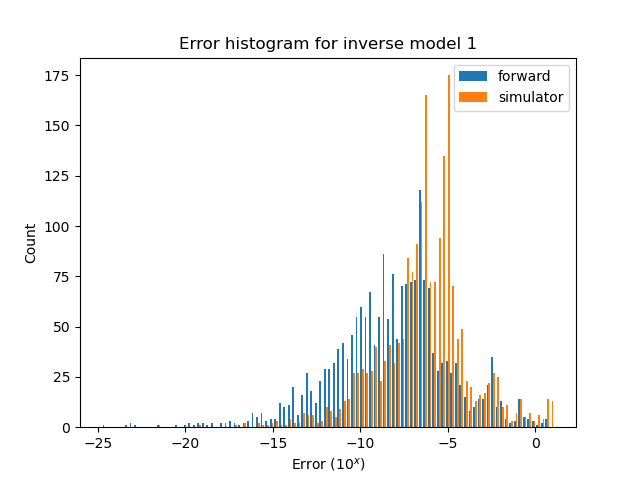 Error histogram for inverse model 1
forward
simulator
175
150
125
100
75
50
25
0
Count
−25
−20
−15
−10
−5
0
Error (10^x)